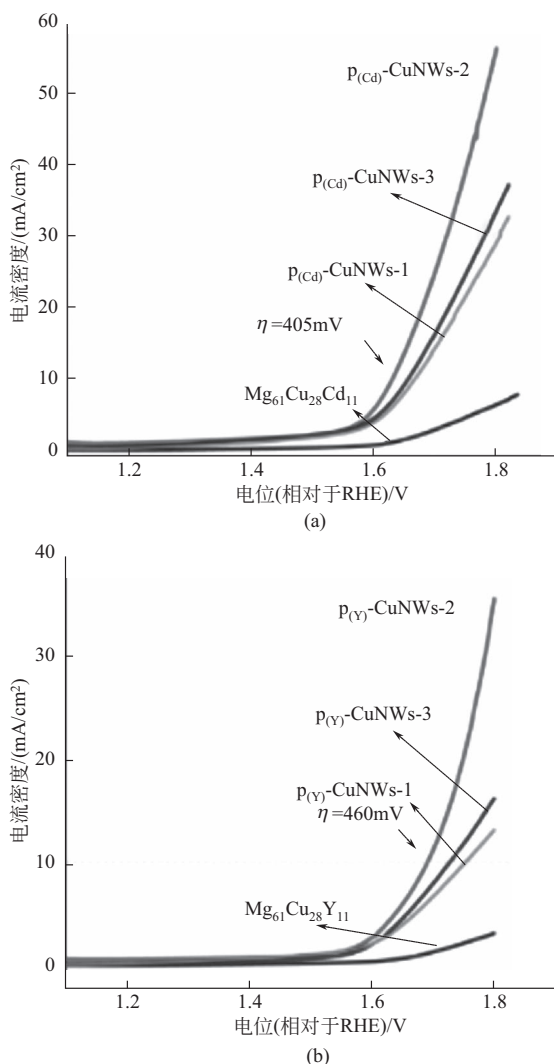 60
50
40
30
20
10
0
电流密度/(mA/cm²)
p(Cd)-CuNWs-2
p(Cd)-CuNWs-3
p(Cd)-CuNWs-1
η=405mV
Mg₆₁Cu₂₈Cd₁₁
1.2 1.4 1.6 1.8
电位(相对于RHE)/V
(a)
40
30
20
10
0
电流密度/(mA/cm²)
p(Y)-CuNWs-2
p(Y)-CuNWs-3
p(Y)-CuNWs-1
η=460mV
Mg₆₁Cu₂₈Y₁₁
1.2 1.4 1.6 1.8
电位(相对于RHE)/V
(b)